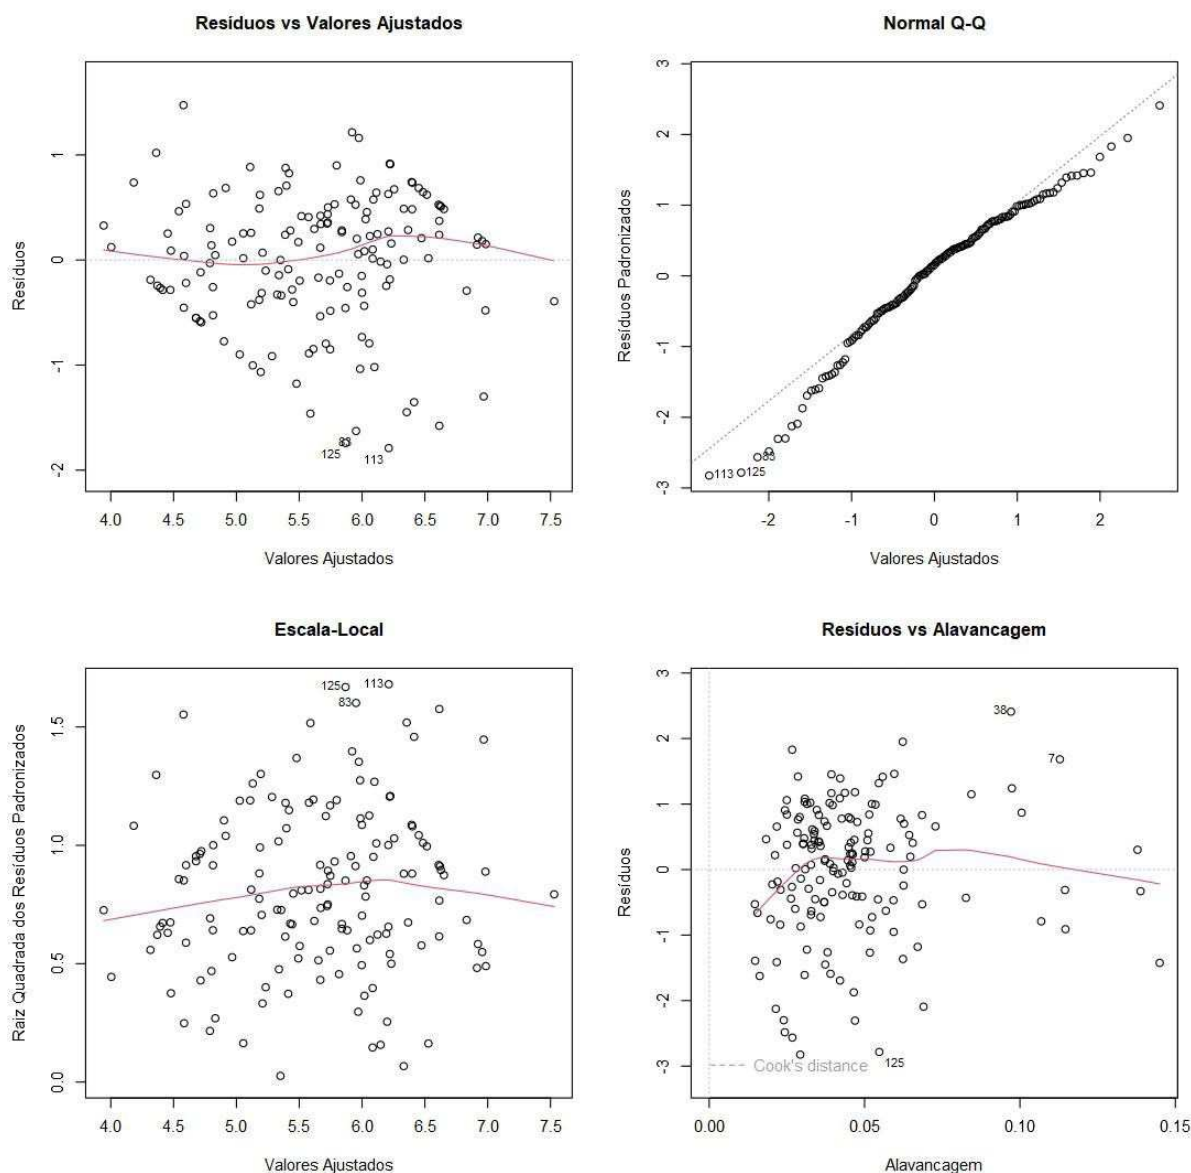 Resíduos vs Valores Ajustados
Resíduos
1
0
-1
-2
83
125
113
4.0 4.5 5.0 5.5 6.0 6.5 7.0 7.5
Valores Ajustados
Normal Q-Q
Resíduos Padronizados
3
2
1
0
-1
-2
-3
113
125
83
-2 -1 0 1 2
Valores Ajustados
Escala-Local
Raiz Quadrada dos Resíduos Padronizados
1.5
1.0
0.5
0.0
125
113
83
4.0 4.5 5.0 5.5 6.0 6.5 7.0 7.5
Valores Ajustados
Resíduos vs Alavancagem
Resíduos
3
2
1
0
-1
-2
-3
38
7
125
Cook's distance
0.00 0.05 0.10 0.15
Alavancagem